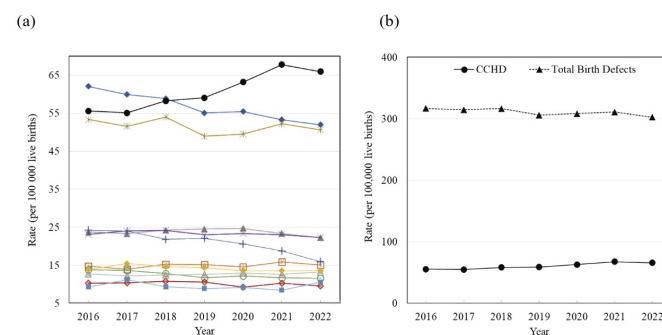 (a)
(b)
Rate (per 100 000 live births)
65
55
45
35
25
15
5
2016 2017 2018 2019 2020 2021 2022
Year
Rate (per 100,000 live births)
400
300
200
100
0
CCHD Total Birth Defects
2016 2017 2018 2019 2020 2021 2022
Year